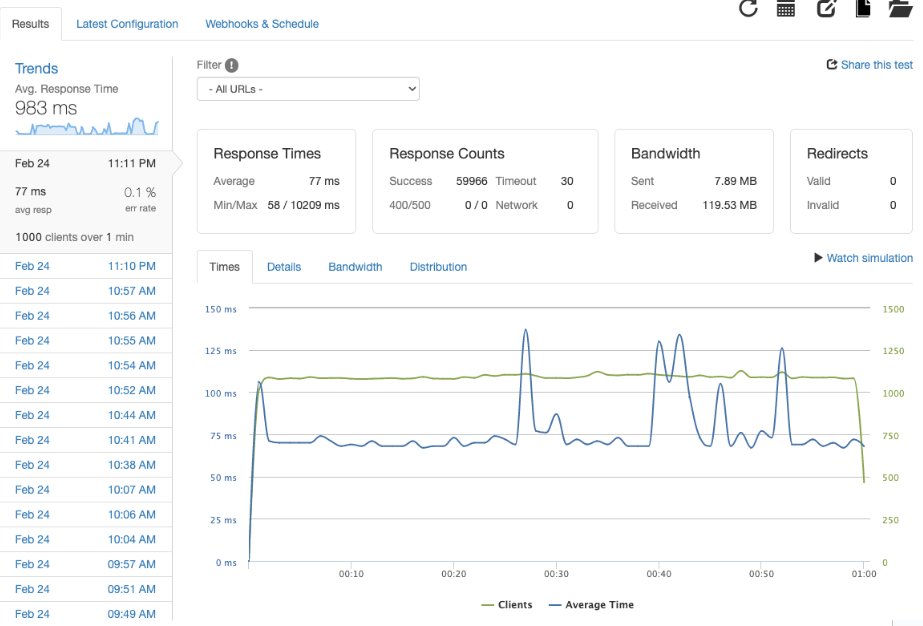 Results Latest Configuration Webhooks & Schedule
Trends
Avg. Response Time
983 ms
Feb 24 11:11 PM
77 ms 0.1 %
avg resp err rate
1000 clients over 1 min
Feb 24 11:10 PM
Feb 24 10:57 AM
Feb 24 10:56 AM
Feb 24 10:55 AM
Feb 24 10:54 AM
Feb 24 10:52 AM
Feb 24 10:44 AM
Feb 24 10:41 AM
Feb 24 10:38 AM
Feb 24 10:07 AM
Feb 24 10:06 AM
Feb 24 10:04 AM
Feb 24 09:57 AM
Feb 24 09:51 AM
Feb 24 09:49 AM
Filter !
Share this test
- All URLs -
Response Times
Average 77 ms
Min/Max 58 / 10209 ms
Response Counts
Success 59966 Timeout 30
400/500 0 / 0 Network 0
Bandwidth
Sent 7.89 MB
Received 119.53 MB
Redirects
Valid 0
Invalid 0
Times Details Bandwidth Distribution
Watch simulation
150 ms 1500
125 ms 1250
100 ms 1000
75 ms 750
50 ms 500
25 ms 250
0 ms 0
00:10 00:20 00:30 00:40 00:50 01:00
Clients Average Time